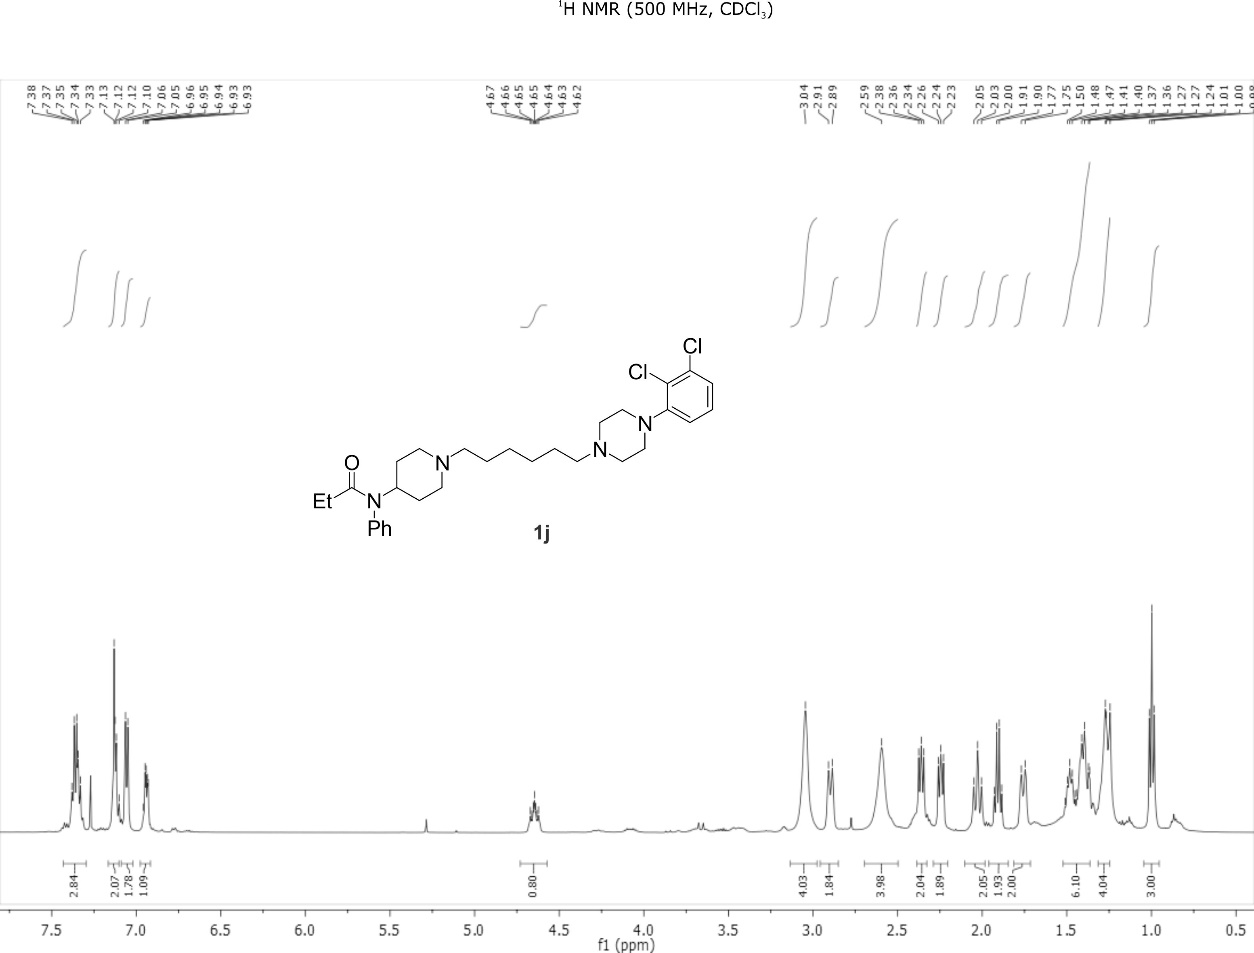 ¹H NMR (500 MHz, CDCl₃)
7.38 7.37 7.35 7.34 7.33 7.13 7.12 7.12 7.10 7.06 7.05 6.96 6.95 6.94 6.93 6.93 4.67 4.66 4.65 4.65 4.64 4.63 4.62 3.04 2.91 2.89 2.59 2.38 2.36 2.34 2.26 2.24 2.23 2.05 2.03 2.00 1.91 1.90 1.77 1.75 1.50 1.48 1.47 1.41 1.40 1.37 1.36 1.27 1.27 1.24 1.01 1.00
Cl
Cl
N
N
N
O
Et
N
Ph
1j
2.84 2.07 1.78 1.09 0.80 4.03 1.84 3.98 2.04 1.89 2.05 1.93 2.00 6.10 4.04 3.00
7.5 7.0 6.5 6.0 5.5 5.0 4.5 4.0 3.5 3.0 2.5 2.0 1.5 1.0 0.5
f1 (ppm)